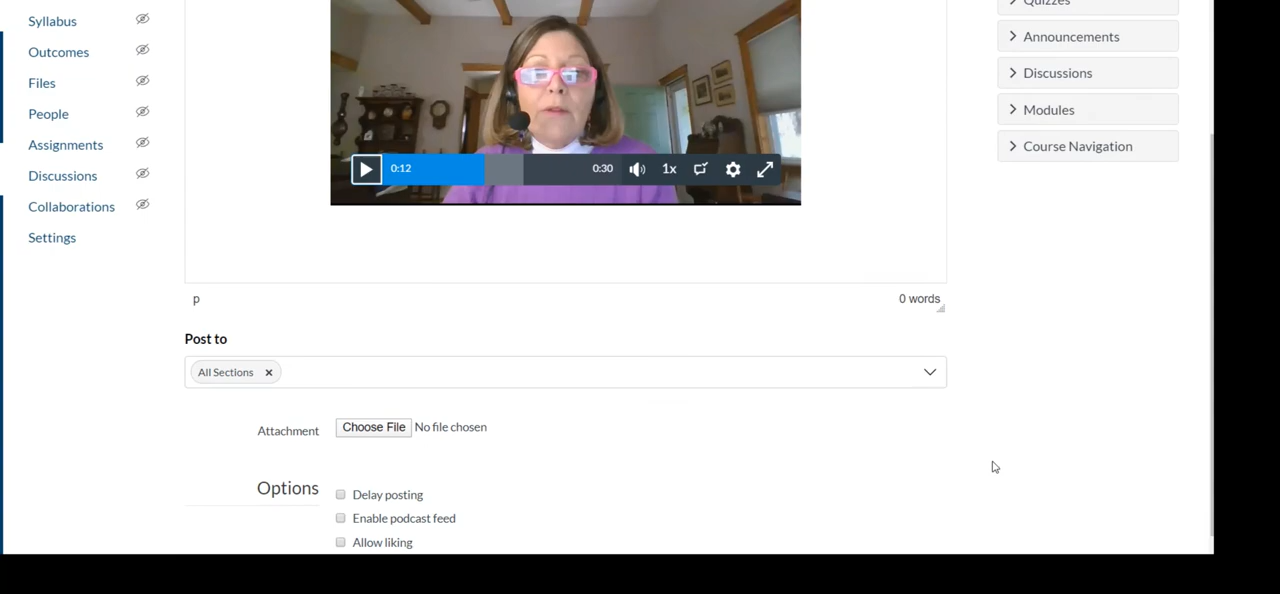 Syllabus
Outcomes
Files
People
Assignments
Discussions
Collaborations
Settings
0:12
0:30
1x
p
0 words
Post to
All Sections
Attachment
Choose File No file chosen
Options
Delay posting
Enable podcast feed
Allow liking
Quizzes
Announcements
Discussions
Modules
Course Navigation